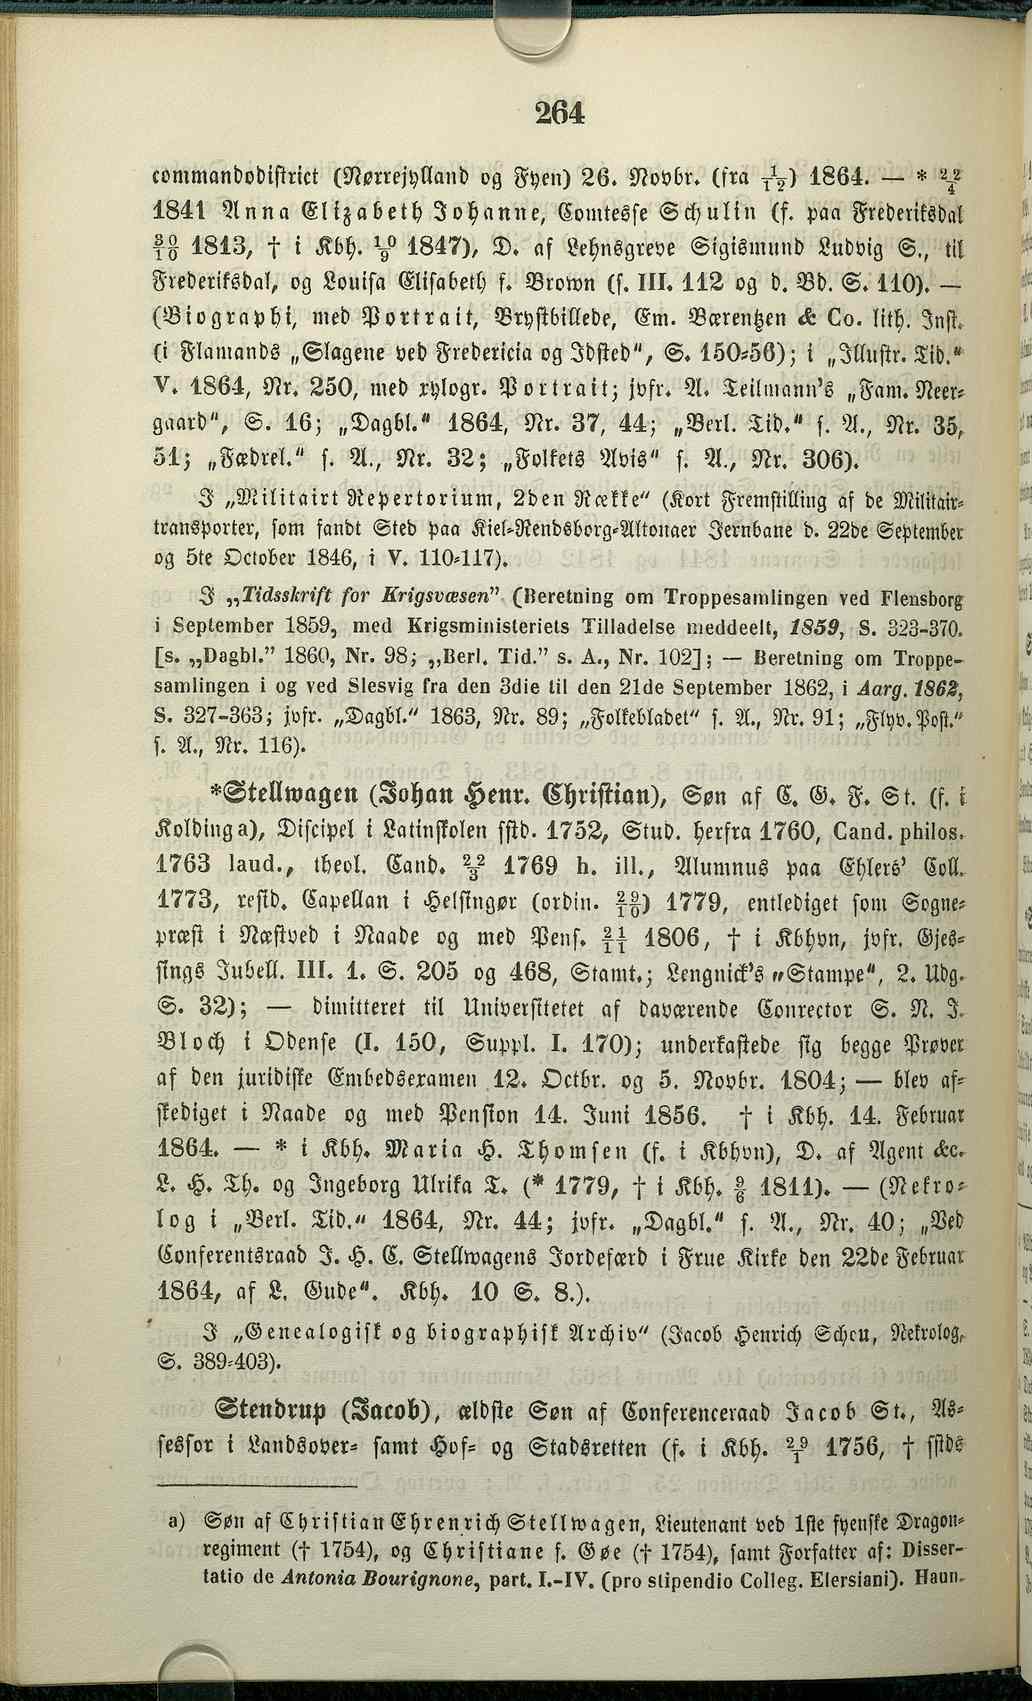 264
commandodistrict (Nørrejylland og Fyen) 26. Novbr. (fra 1/12) 1864. — * 22/4
1841 Anna Elizabeth Johanne, Comtesse Schulin (f. paa Frederiksdal
30/10 1813, † i Kbh. 10/9 1847), D. af Lehnsgreve Sigismund Ludvig S., til
Frederiksdal, og Louisa Elisabeth f. Brown (s. III. 112 og d. Bd. S. 110). —
(Biographi, med Portrait, Brystbillede, Em. Bærentzen & Co. lith. Inst.
(i Flamands „Slagene ved Fredericia og Idsted“, S. 150-56); i „Illustr. Tid.“
V. 1864, Nr. 250, med xylogr. Portrait; jvfr. A. Teilmann's „Fam. Neer-
gaard“, S. 16; „Dagbl.“ 1864, Nr. 37, 44; „Berl. Tid.“ s. A., Nr. 35,
51; „Fædrel.“ s. A., Nr. 32; „Folkets Avis“ s. A., Nr. 306).
I „Militairt Repertorium, 2den Række“ (Kort Fremstilling af de Militair-
transporter, som fandt Sted paa Kiel-Rendsborg-Altonaer Jernbane d. 22de September
og 5te October 1846, i V. 110-117).
I „Tidsskrift for Krigsvæsen” (Beretning om Troppesamlingen ved Flensborg
i September 1859, med Krigsministeriets Tilladelse meddeelt, 1859, S. 323-370.
[s. „Dagbl.” 1860, Nr. 98; „Berl. Tid.” s. A., Nr. 102]; — Beretning om Troppe-
samlingen i og ved Slesvig fra den 3die til den 21de September 1862, i Aarg. 1862,
S. 327-363; jvfr. „Dagbl.“ 1863, Nr. 89; „Folkebladet“ s. A., Nr. 91; „Flyv. Post.“
s. A., Nr. 116).
*Stellwagen (Johan Henr. Christian), Søn af C. G. F. St. (f. i
Kolding a), Discipel i Latinskolen sstd. 1752, Stud. herfra 1760, Cand. philos.
1763 laud., theol. Cand. 22/3 1769 h. ill., Alumnus paa Ehlers' Coll.
1773, resid. Capellan i Helsingør (ordin. 29/10) 1779, entlediget som Sogne-
præst i Næstved i Naade og med Pens. 21/11 1806, † i Kbhvn, jvfr. Gjes-
sings Jubell. III. 1. S. 205 og 468, Stamt.; Lengnick's „Stampe“, 2. Udg.
S. 32); — dimitteret til Universitetet af daværende Conrector S. N. J.
Bloch i Odense (I. 150, Suppl. I. 170); underkastede sig begge Prøver
af den juridiske Embedsexamen 12. Octbr. og 5. Novbr. 1804; — blev af-
skediget i Naade og med Pension 14. Juni 1856. † i Kbh. 14. Februar
1864. — * i Kbh. Maria H. Thomsen (f. i Kbhvn), D. af Agent &c.
L. H. Th. og Ingeborg Ulrika T. (* 1779, † i Kbh. 9/6 1811). — (Nekro-
log i „Berl. Tid.“ 1864, Nr. 44; jvfr. „Dagbl.“ s. A., Nr. 40; „Ved
Conferentsraad J. H. C. Stellwagens Jordefærd i Frue Kirke den 22de Februar
1864, af L. Gude“. Kbh. 10 S. 8.).
I „Genealogisk og biographisk Archiv“ (Jacob Henrich Scheu, Nekrolog,
S. 389-403).
Stendrup (Jacob), ældste Søn af Conferenceraad Jacob St., As-
sessor i Landsover- samt Hof- og Stadsretten (f. i Kbh. 29/1 1756, † sstds
a) Søn af Christian Ehrenrich Stellwagen, Lieutenant ved 1ste fyenske Dragon-
regiment († 1754), og Christiane f. Gøe († 1754), samt Forfatter af: Disser-
tatio de Antonia Bourignone, part. I.-IV. (pro stipendio Colleg. Elersiani). Haun.